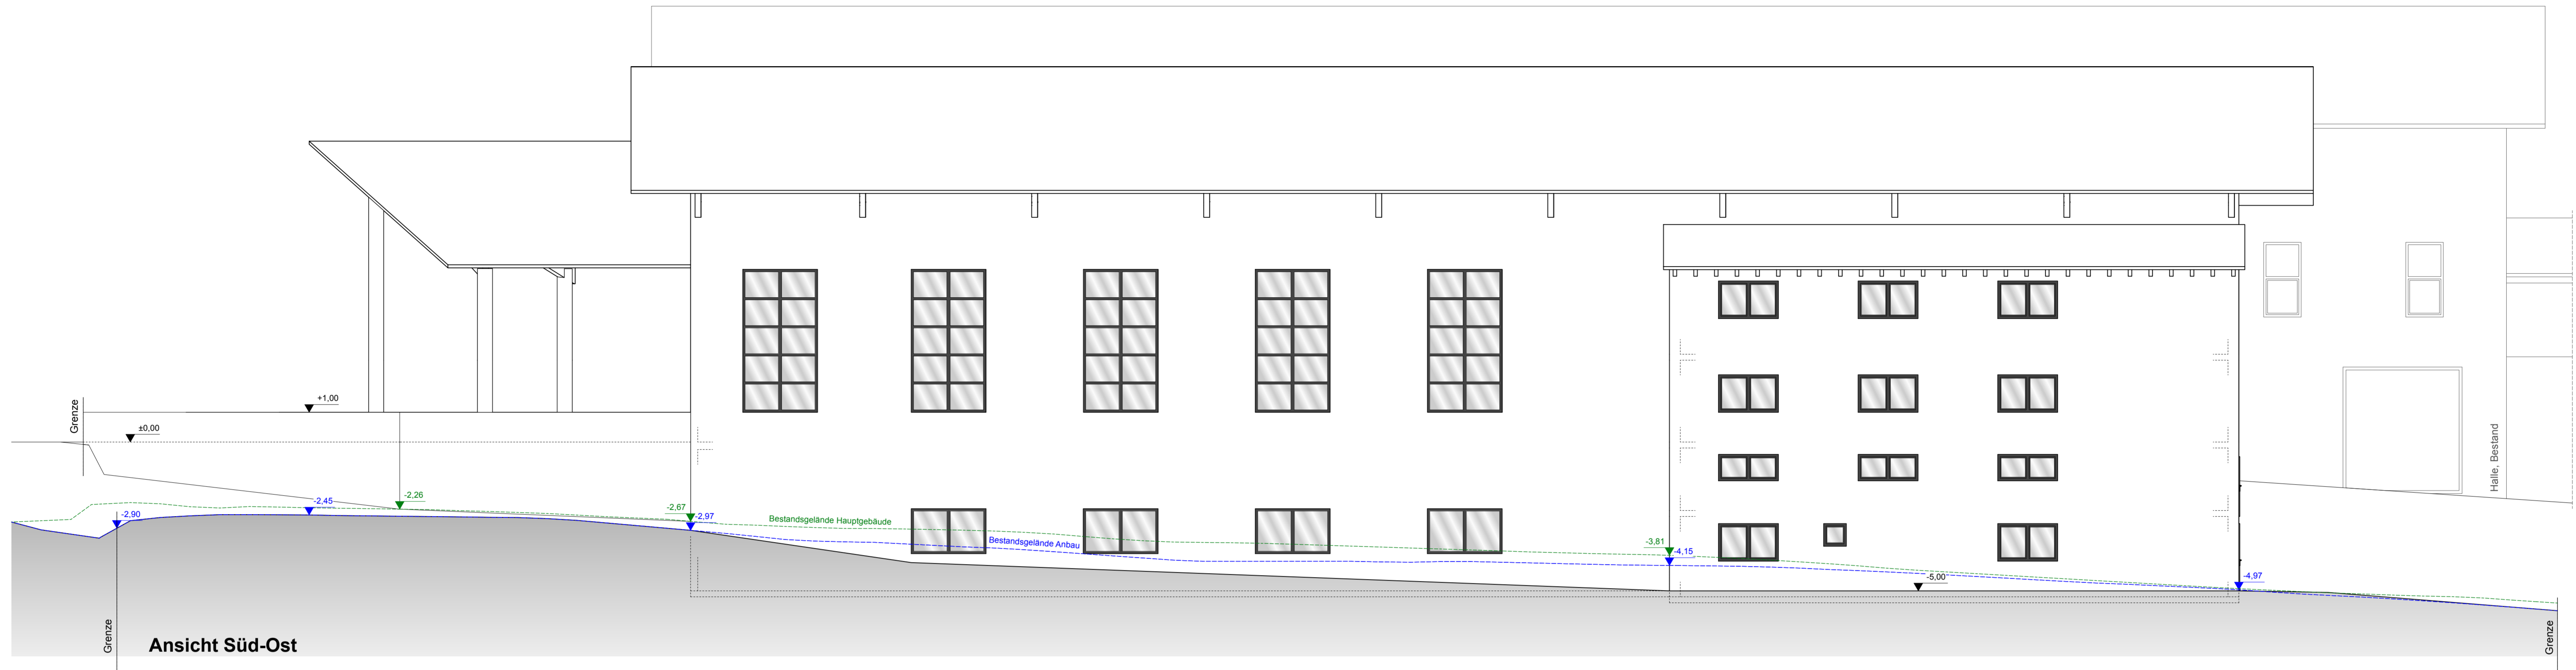 Grenze
+1,00
±0,00
-2,26
-2,45
-2,90
-2,67
-2,97
Bestandsgelände Hauptgebäude
Bestandsgelände Anbau
-3,81
-4,15
-5,00
-4,97
Halle, Bestand
Grenze
Ansicht Süd-Ost
Grenze